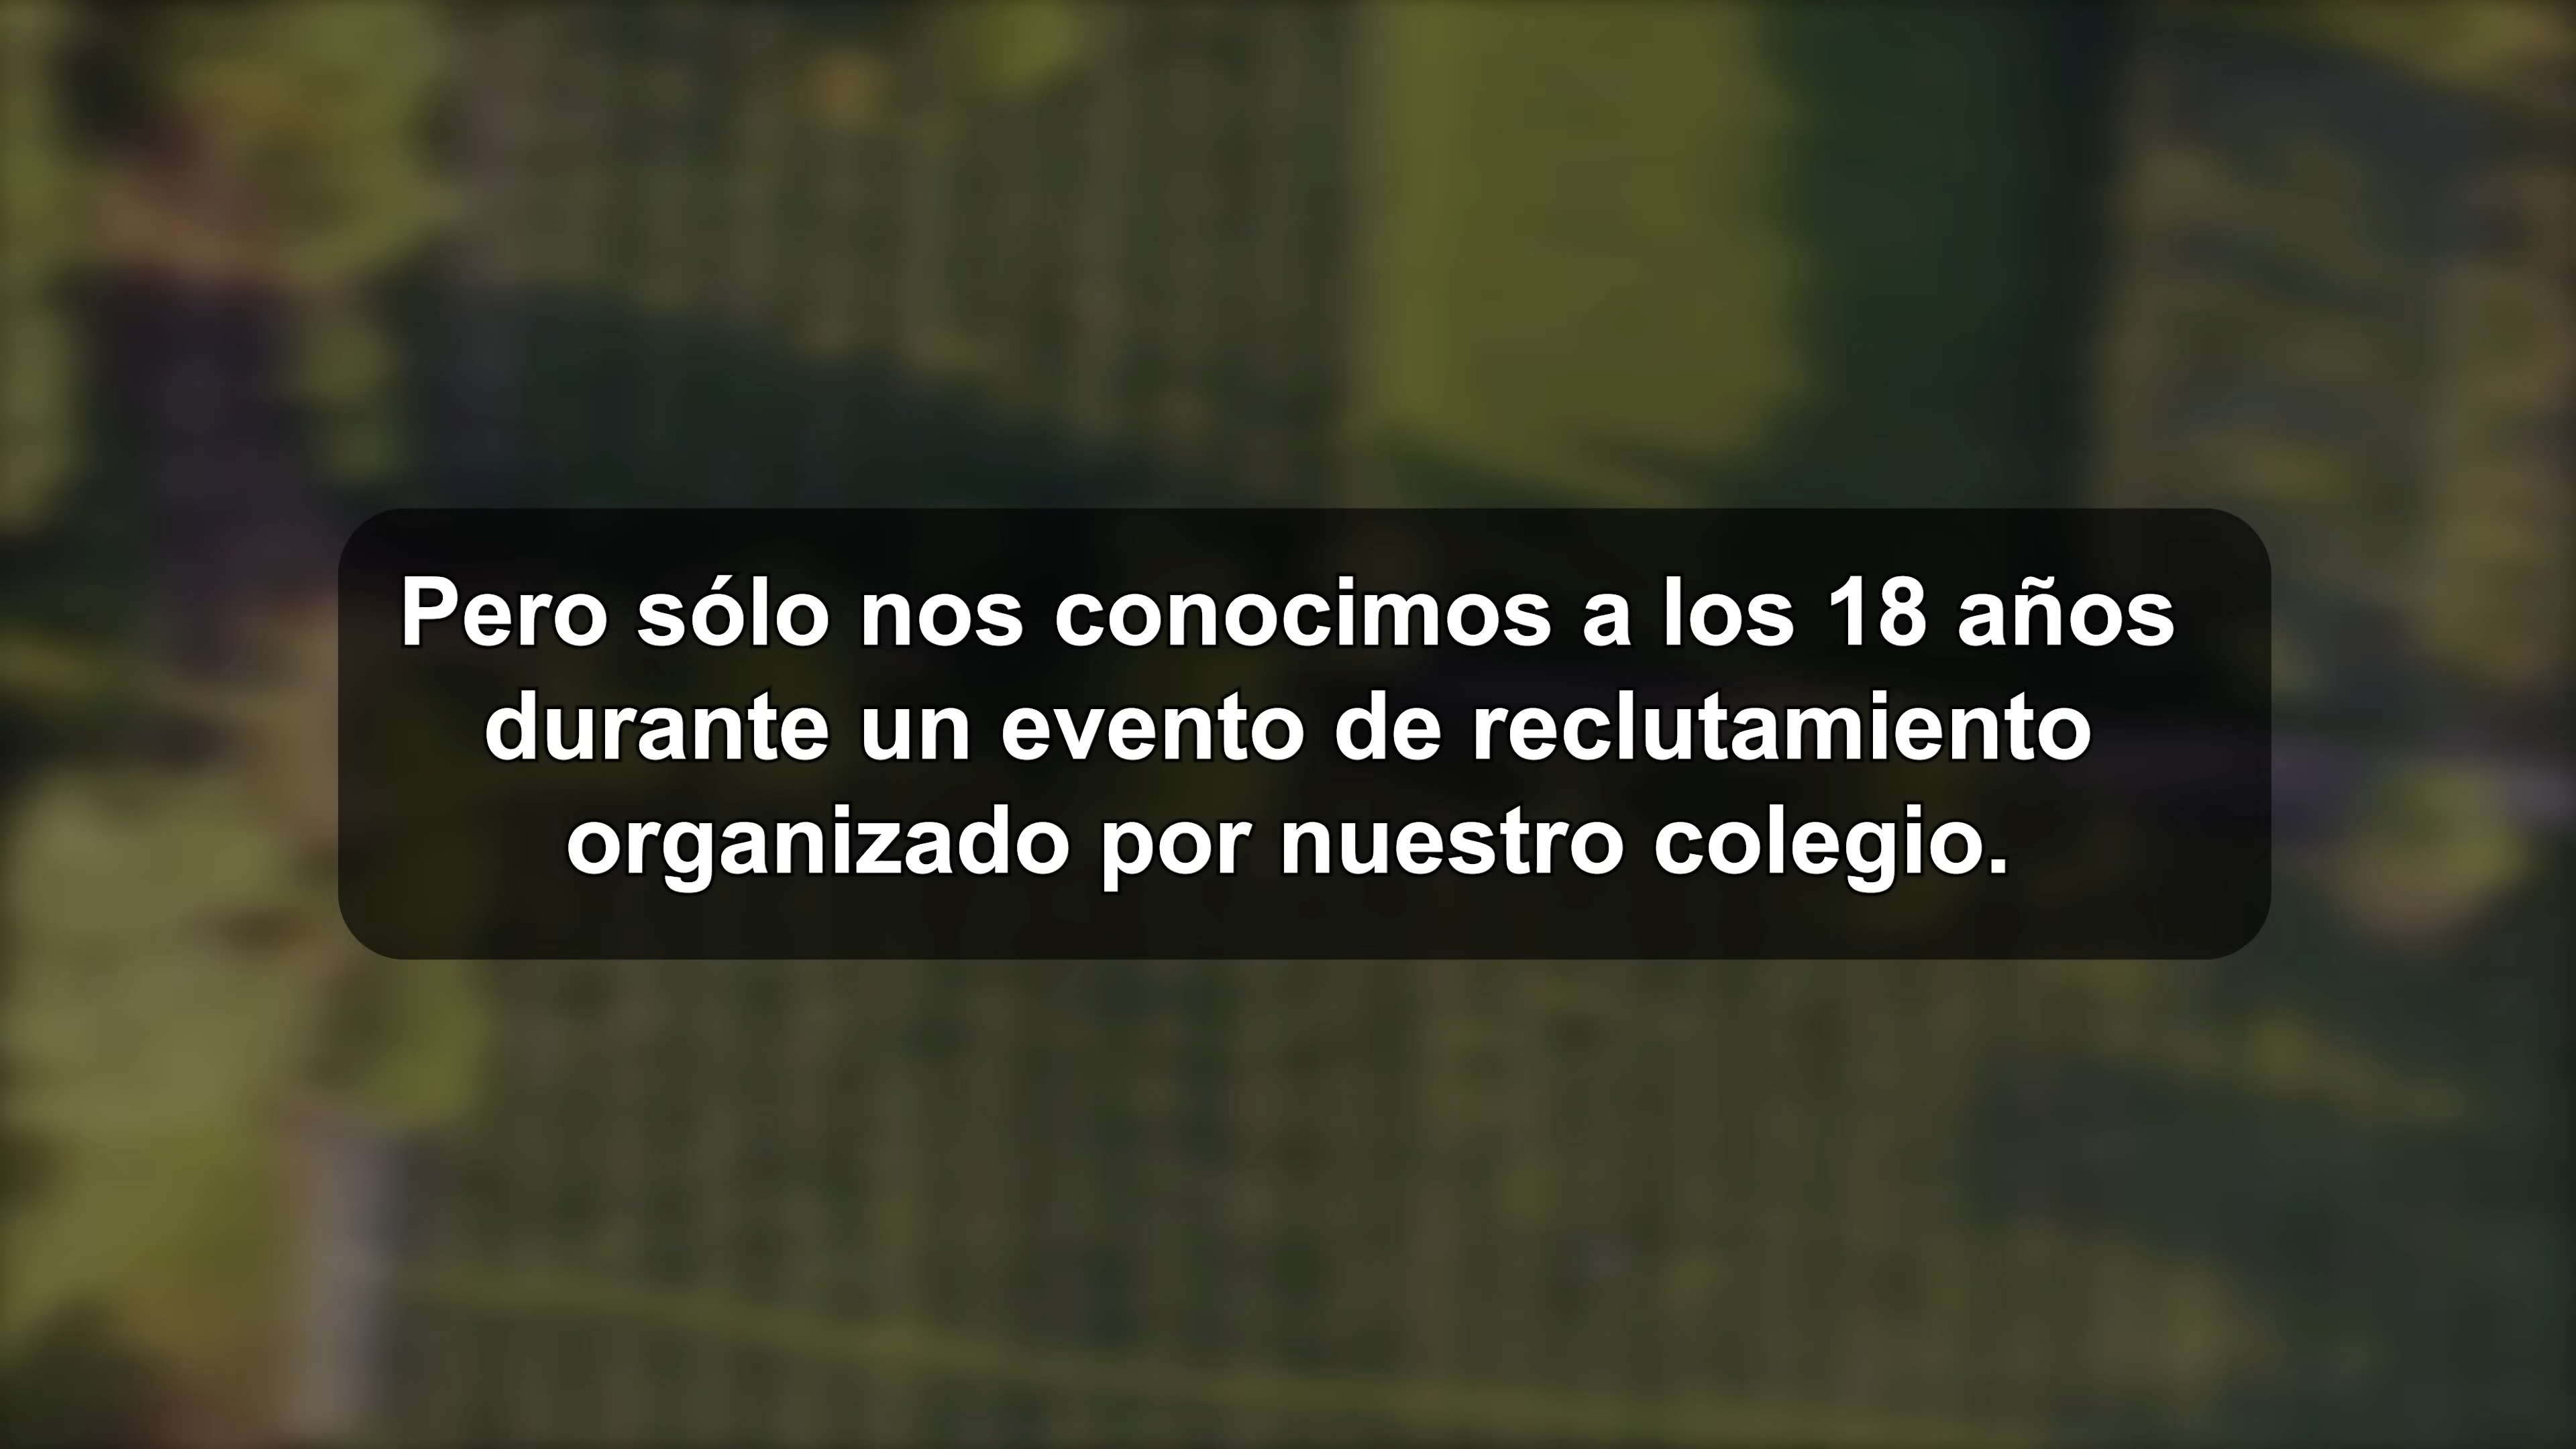 Pero sólo nos conocimos a los 18 años
durante un evento de reclutamiento
organizado por nuestro colegio.